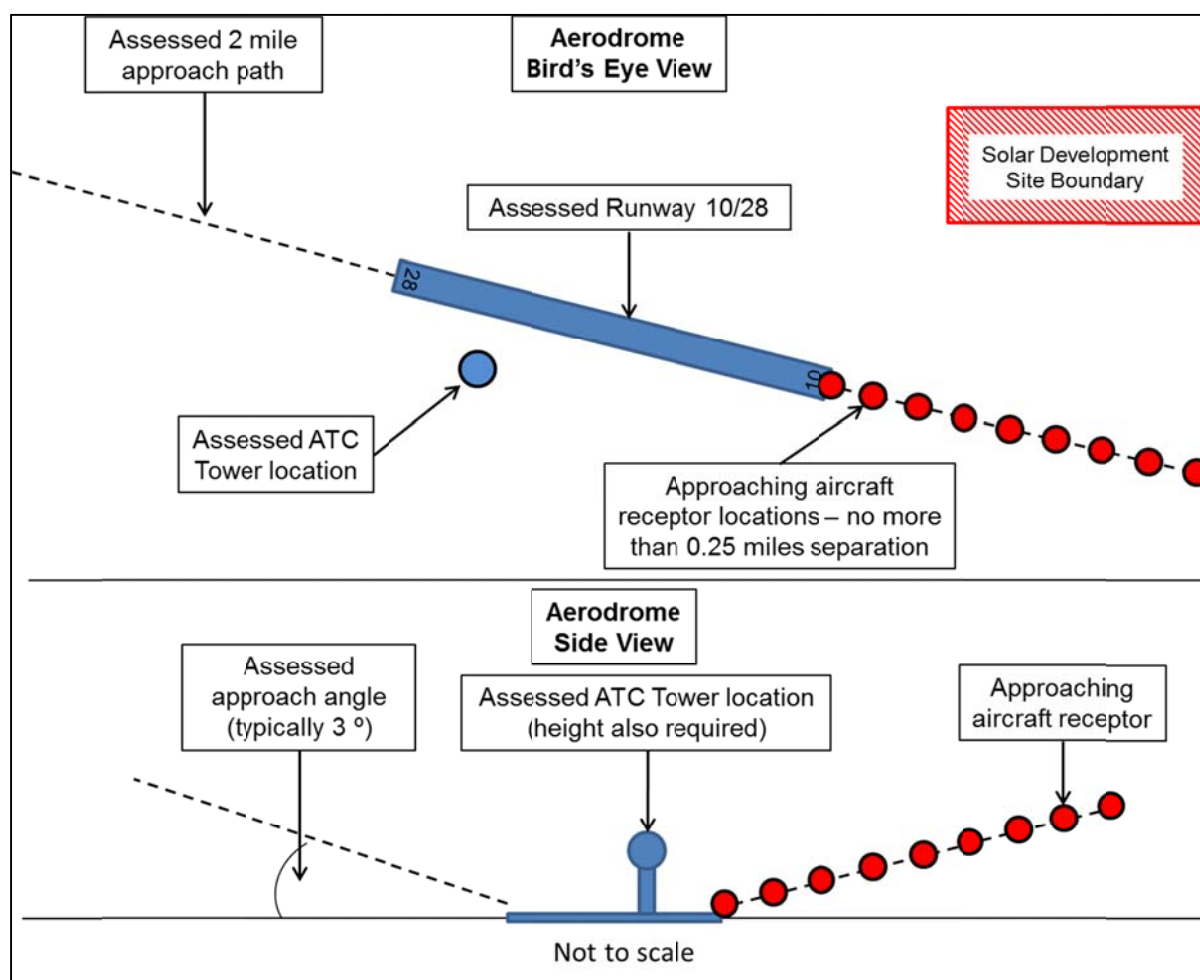 Assessed 2 mile
approach path
Aerodrome
Bird's Eye View
Solar Development
Site Boundary
Assessed Runway 10/28
28
10
Assessed ATC
Tower location
Approaching aircraft
receptor locations – no more
than 0.25 miles separation
Aerodrome
Side View
Assessed
approach angle
(typically 3 º)
Assessed ATC Tower location
(height also required)
Approaching
aircraft receptor
Not to scale